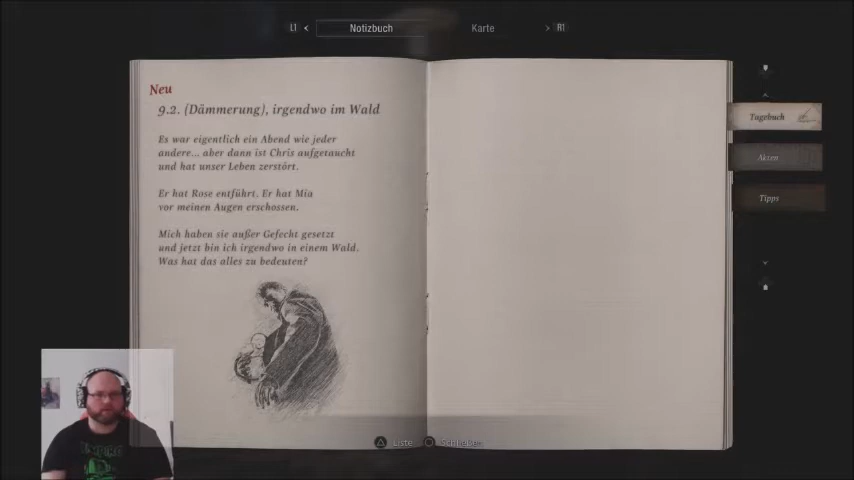 L1 Notizbuch Karte R1
Neu
9.2. (Dämmerung), irgendwo im Wald
Es war eigentlich ein Abend wie jeder
andere... aber dann ist Chris aufgetaucht
und hat unser Leben zerstört.
Er hat Rose entführt. Er hat Mia
vor meinen Augen erschossen.
Mich haben sie außer Gefecht gesetzt
und jetzt bin ich irgendwo in einem Wald.
Was hat das alles zu bedeuten?
Tagebuch
Akten
Tipps
Liste Schließen